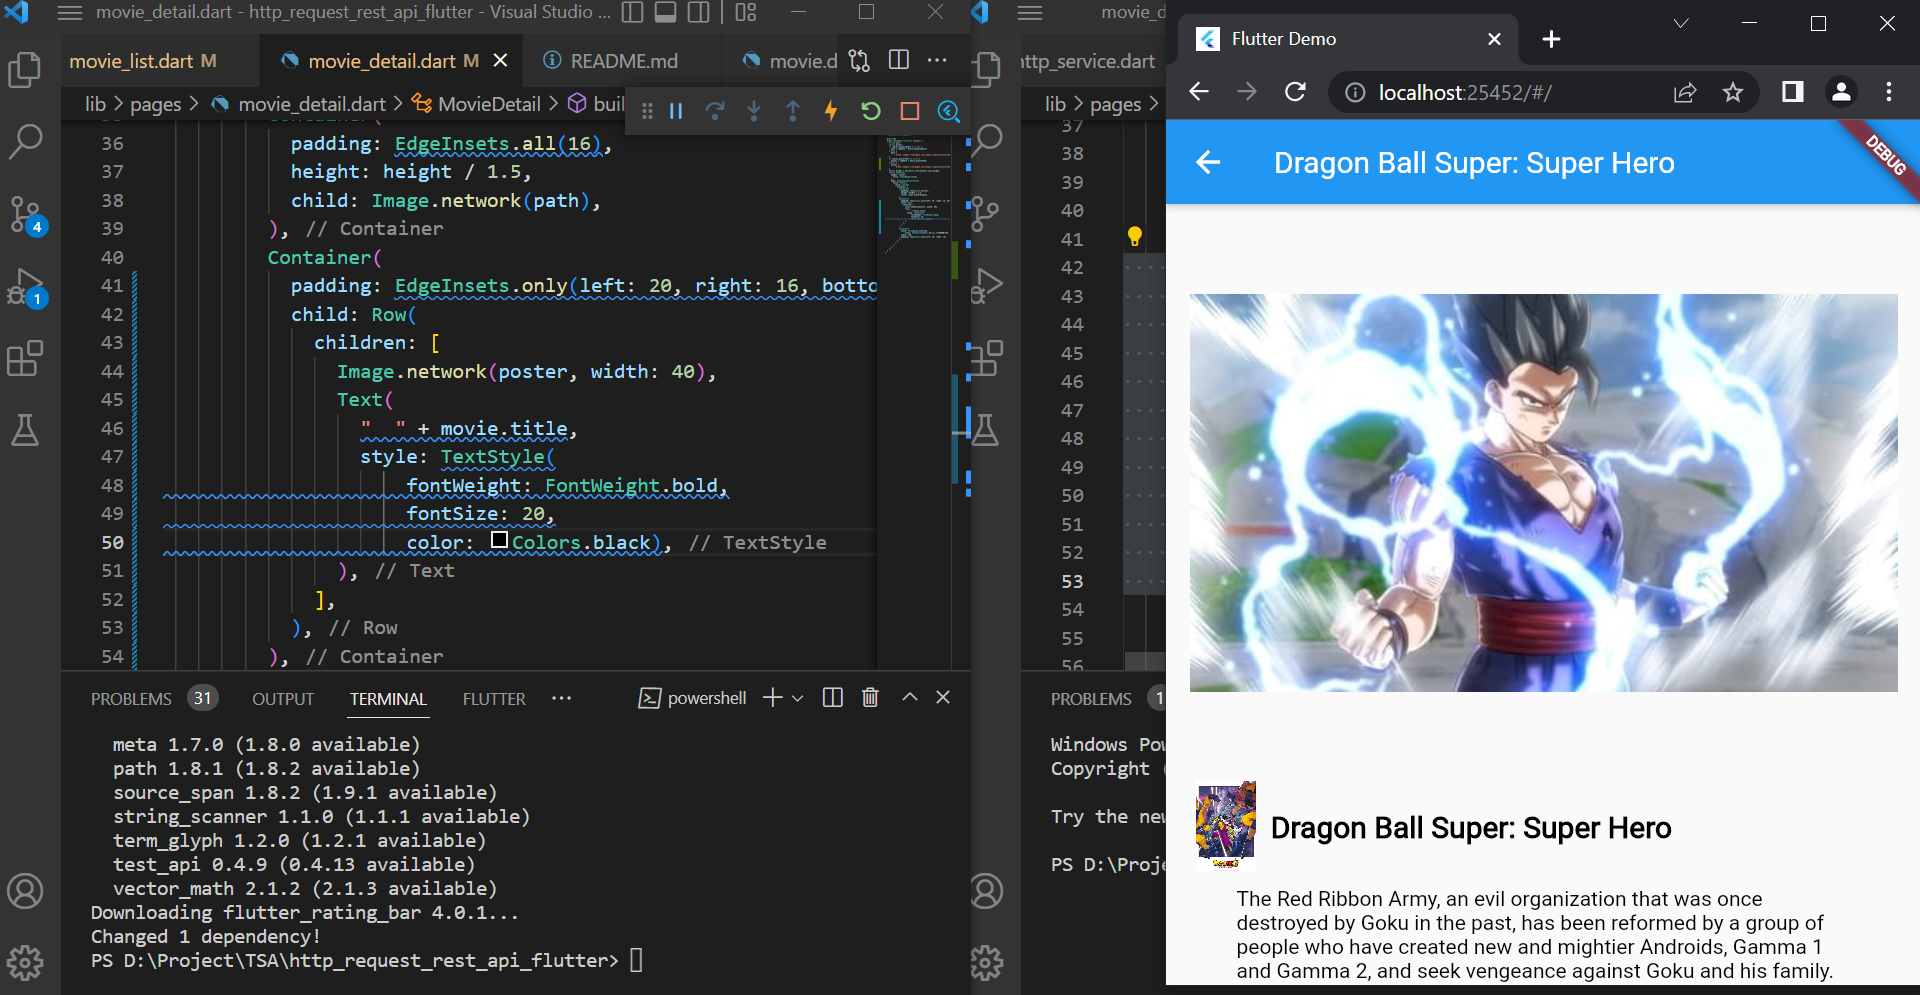 movie_detail.dart - http_request_rest_api_flutter - Visual Studio ...
movie_list.dart M
movie_detail.dart M
README.md
movie.d
lib > pages > movie_detail.dart > MovieDetail > buil
36 padding: EdgeInsets.all(16),
37 height: height / 1.5,
38 child: Image.network(path),
39 ), // Container
40 Container(
41 padding: EdgeInsets.only(left: 20, right: 16, botto
42 child: Row(
43 children: [
44 Image.network(poster, width: 40),
45 Text(
46 "  " + movie.title,
47 style: TextStyle(
48 fontWeight: FontWeight.bold,
49 fontSize: 20,
50 color: Colors.black), // TextStyle
51 ), // Text
52 ],
53 ), // Row
54 ), // Container
4
1
PROBLEMS 31 OUTPUT TERMINAL FLUTTER ... powershell
meta 1.7.0 (1.8.0 available)
path 1.8.1 (1.8.2 available)
source_span 1.8.2 (1.9.1 available)
string_scanner 1.1.0 (1.1.1 available)
term_glyph 1.2.0 (1.2.1 available)
test_api 0.4.9 (0.4.13 available)
vector_math 2.1.2 (2.1.3 available)
Downloading flutter_rating_bar 4.0.1...
Changed 1 dependency!
PS D:\Project\TSA\http_request_rest_api_flutter>
movie_d
http_service.dart
lib > pages >
37
38
39
40
41
42
43
44
45
46
47
48
49
50
51
52
53
54
55
56
PROBLEMS 1
Windows Pow
Copyright (
Try the new
PS D:\Proje
Flutter Demo
localhost:25452/#/
Dragon Ball Super: Super Hero
DEBUG
Dragon Ball Super: Super Hero
The Red Ribbon Army, an evil organization that was once
destroyed by Goku in the past, has been reformed by a group of
people who have created new and mightier Androids, Gamma 1
and Gamma 2, and seek vengeance against Goku and his family.